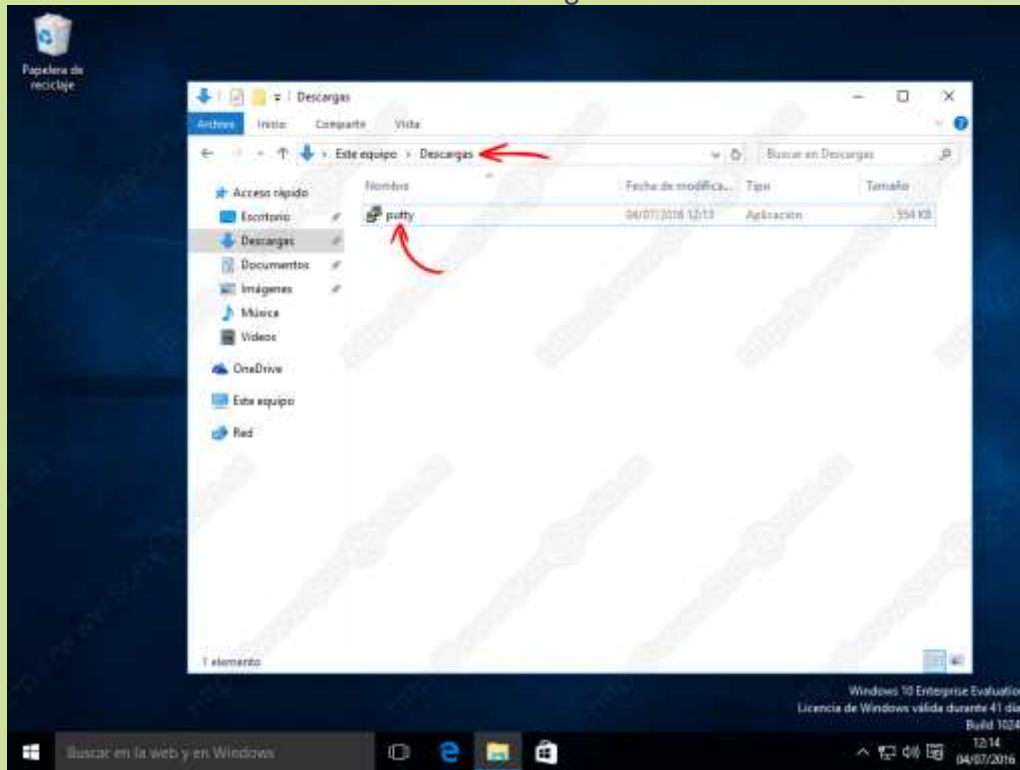 Papelera de
reciclaje
Descargas
Archivo Inicio Compartir Vista
Este equipo > Descargas
Buscar en Descargas
Nombre Fecha de modifica... Tipo Tamaño
putty 04/07/2016 12:13 Aplicación 554 KB
Acceso rápido
Escritorio
Descargas
Documentos
Imágenes
Música
Vídeos
OneDrive
Este equipo
Red
1 elemento
Windows 10 Enterprise Evaluation
Licencia de Windows válida durante 41 día
Build 1024
Buscar en la web y en Windows
12:14
04/07/2016